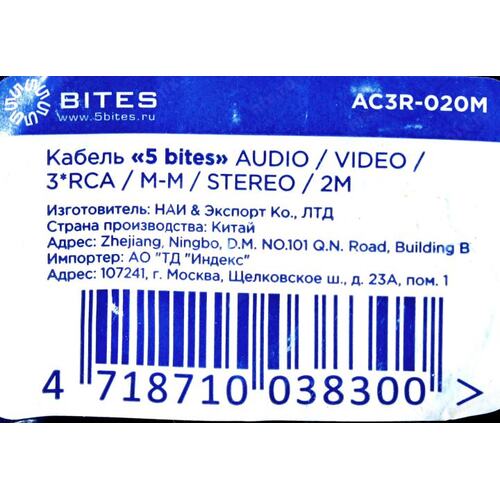 BITES
www.5bites.ru
AC3R-020M
Кабель «5 bites» AUDIO / VIDEO /
3*RCA / M-M / STEREO / 2M
Изготовитель: НАИ & Экспорт Ко., ЛТД
Страна производства: Китай
Адрес: Zhejiang, Ningbo, D.M. NO.101 Q.N. Road, Building B
Импортер: АО "ТД "Индекс"
Адрес: 107241, г. Москва, Щелковское ш., д. 23А, пом. 1
4 718710 038300 >